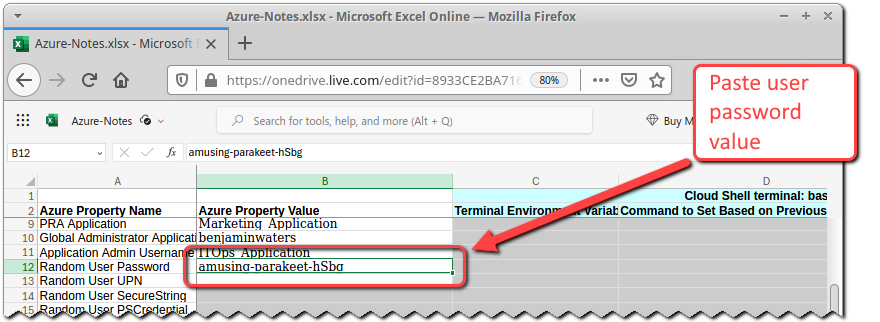 Azure-Notes.xlsx - Microsoft Excel Online — Mozilla Firefox
Azure-Notes.xlsx - Microsoft E
https://onedrive.live.com/edit?id=8933CE2BA716
80%
Paste user
password
value
Azure-Notes
Search for tools, help, and more (Alt + Q)
Buy M
B12
fx
amusing-parakeet-hSbg
A B C D
1 Cloud Shell terminal: bas
2 Azure Property Name Azure Property Value Terminal Environment Variab Command to Set Based on Previous
9 PRA Application Marketing Application
10 Global Administrator Applicati benjaminwaters
11 Application Admin Username ITOps Application
12 Random User Password amusing-parakeet-hSbg
13 Random User UPN
14 Random User SecureString
15 Random User PSCredential